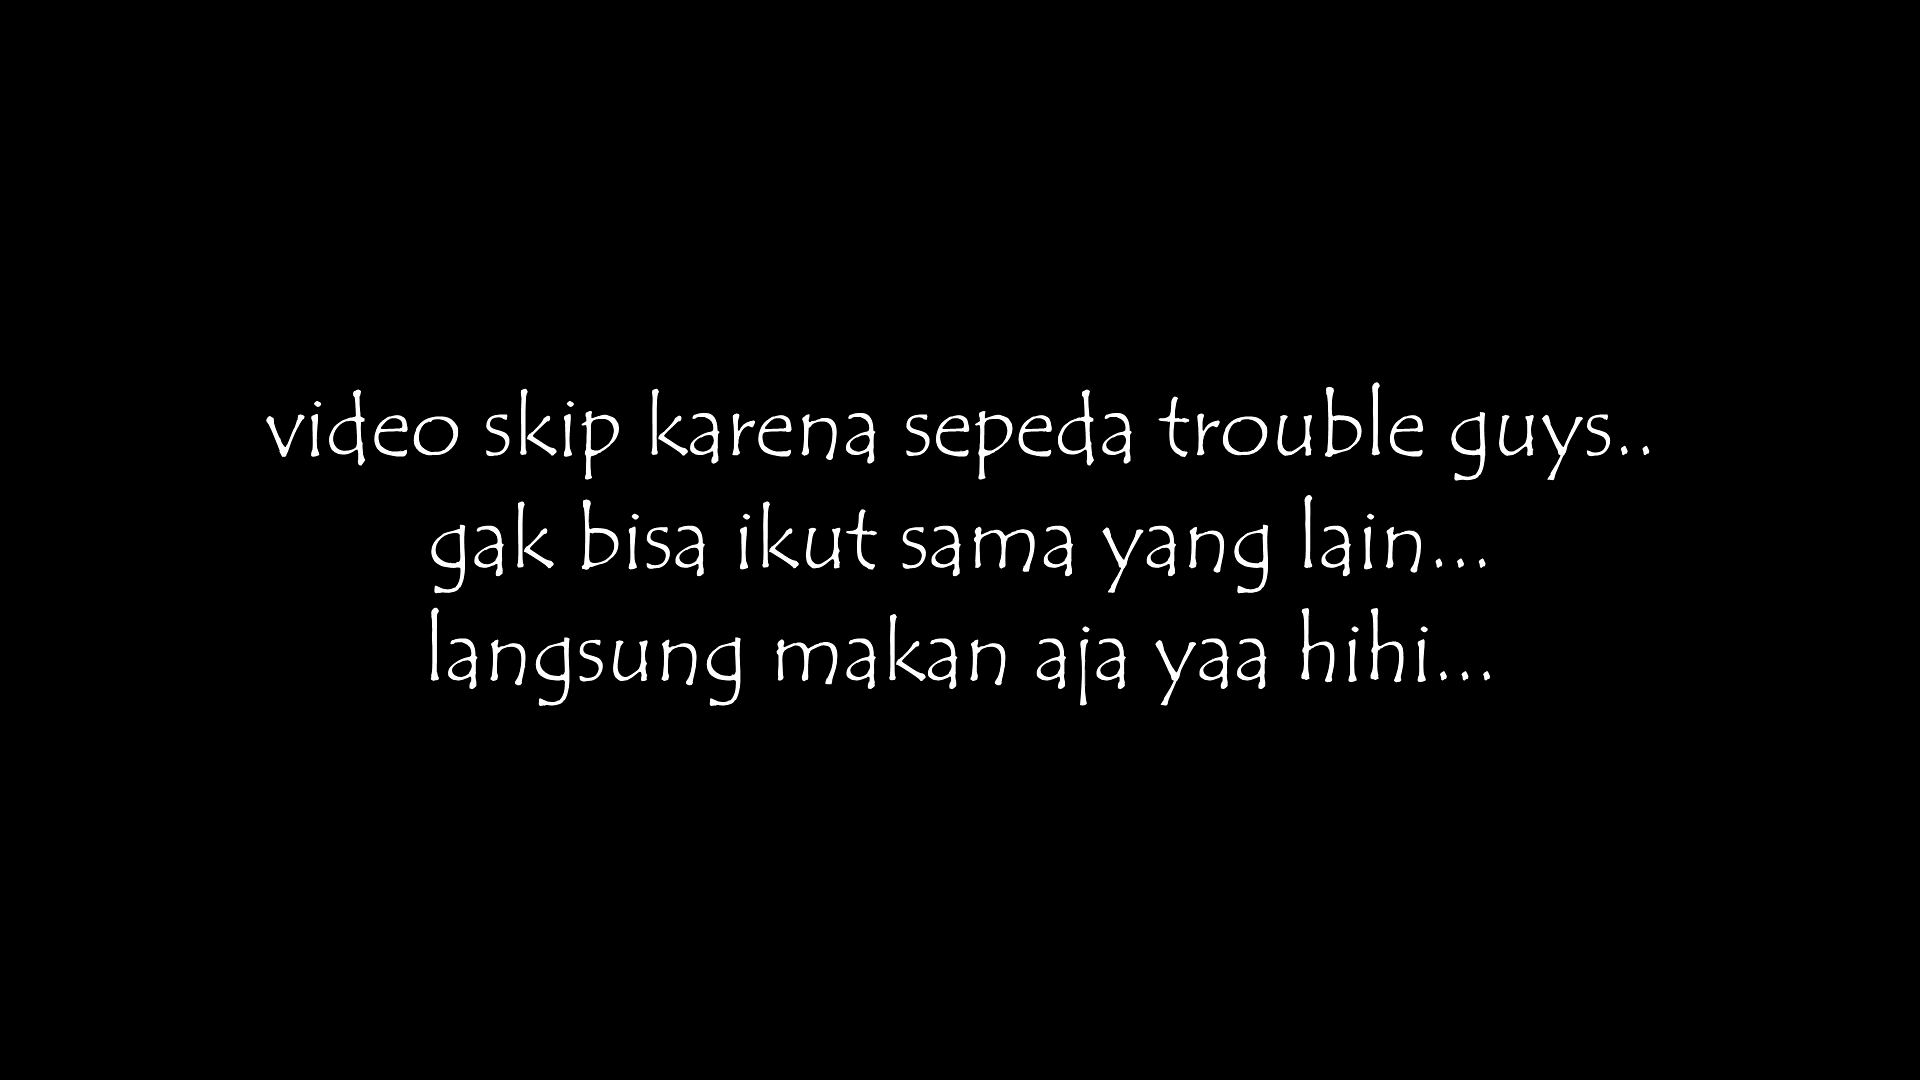 video skip karena sepeda trouble guys..
gak bisa ikut sama yang lain...
langsung makan aja yaa hihi...